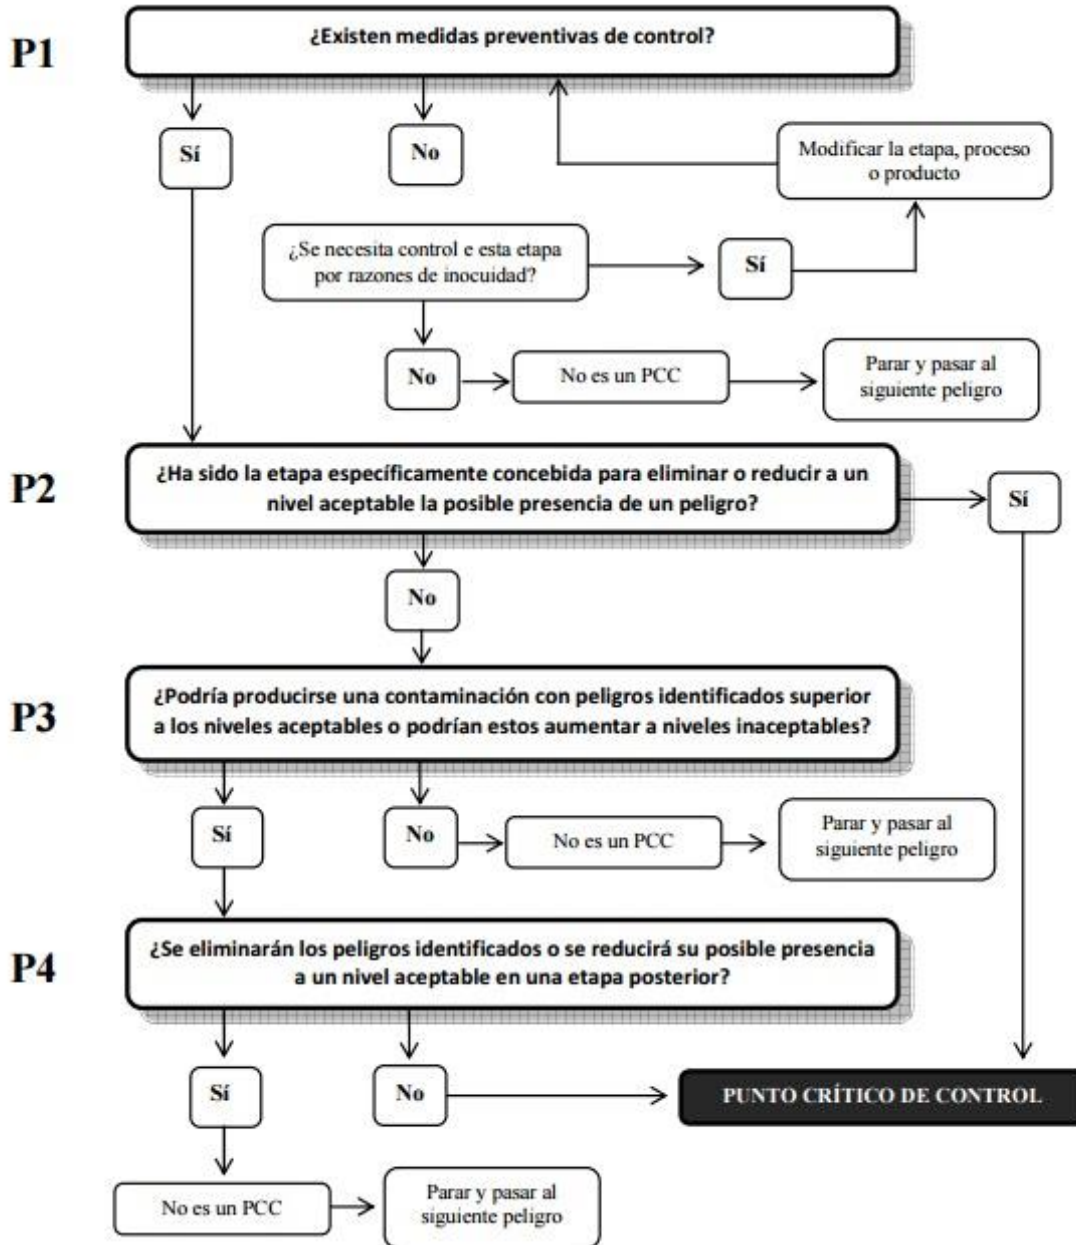 P1
¿Existen medidas preventivas de control?
Sí
No
Modificar la etapa, proceso
o producto
¿Se necesita control e esta etapa
por razones de inocuidad?
Sí
No
No es un PCC
Parar y pasar al
siguiente peligro
P2
¿Ha sido la etapa específicamente concebida para eliminar o reducir a un
nivel aceptable la posible presencia de un peligro?
Sí
No
P3
¿Podría producirse una contaminación con peligros identificados superior
a los niveles aceptables o podrían estos aumentar a niveles inaceptables?
Sí
No
No es un PCC
Parar y pasar al
siguiente peligro
P4
¿Se eliminarán los peligros identificados o se reducirá su posible presencia
a un nivel aceptable en una etapa posterior?
Sí
No
PUNTO CRÍTICO DE CONTROL
No es un PCC
Parar y pasar al
siguiente peligro